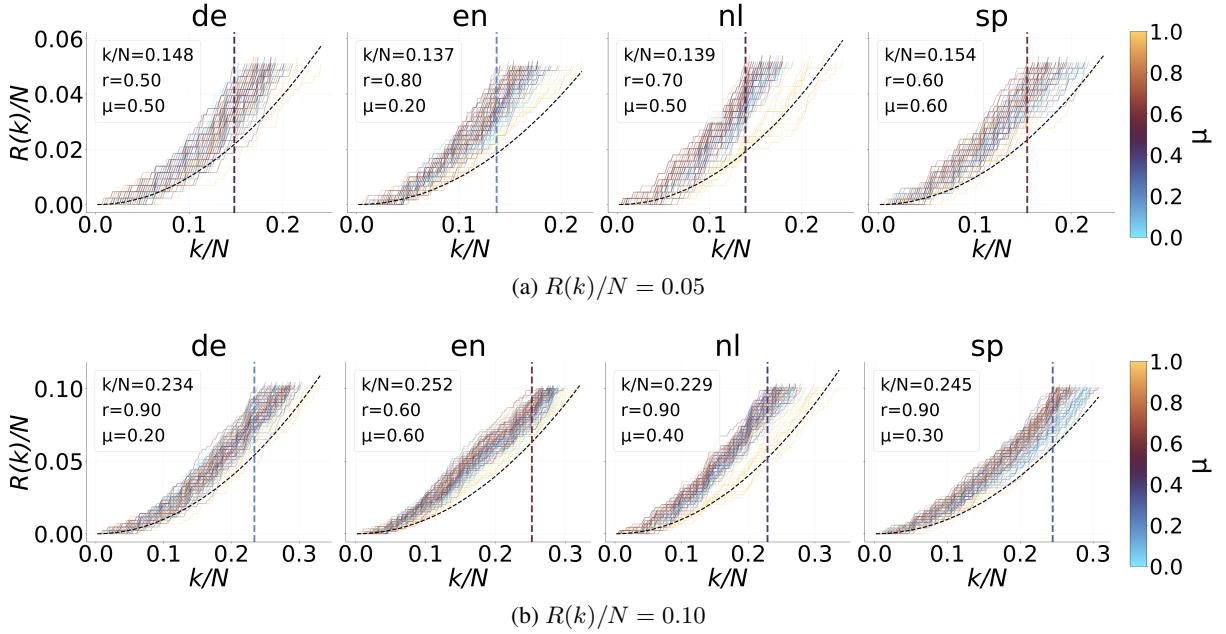 de
en
nl
sp
k/N=0.148
r=0.50
μ=0.50
k/N=0.137
r=0.80
μ=0.20
k/N=0.139
r=0.70
μ=0.50
k/N=0.154
r=0.60
μ=0.60
R(k)/N
0.06
0.04
0.02
0.00
0.0
0.1
0.2
0.0
0.1
0.2
0.0
0.1
0.2
0.0
0.1
0.2
k/N
k/N
k/N
k/N
1.0
0.8
0.6
0.4
0.2
0.0
μ
(a) R(k)/N = 0.05
de
en
nl
sp
k/N=0.234
r=0.90
μ=0.20
k/N=0.252
r=0.60
μ=0.60
k/N=0.229
r=0.90
μ=0.40
k/N=0.245
r=0.90
μ=0.30
R(k)/N
0.10
0.05
0.00
0.0
0.1
0.2
0.3
0.0
0.1
0.2
0.3
0.0
0.1
0.2
0.3
0.0
0.1
0.2
0.3
k/N
k/N
k/N
k/N
1.0
0.8
0.6
0.4
0.2
0.0
μ
(b) R(k)/N = 0.10